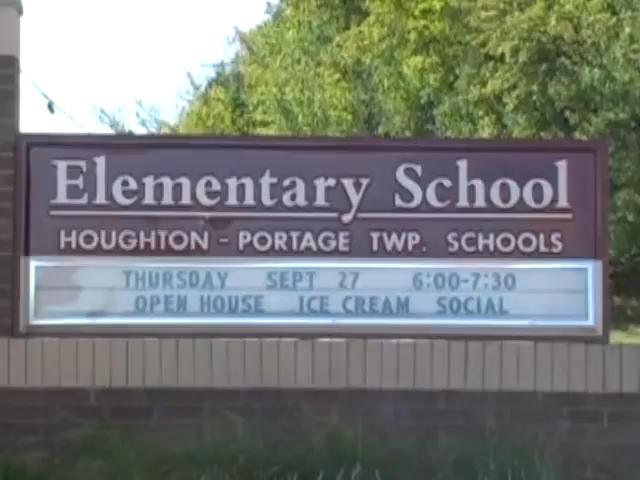 Elementary School
HOUGHTON - PORTAGE TWP. SCHOOLS
THURSDAY SEPT 27 6:00-7:30
OPEN HOUSE ICE CREAM SOCIAL